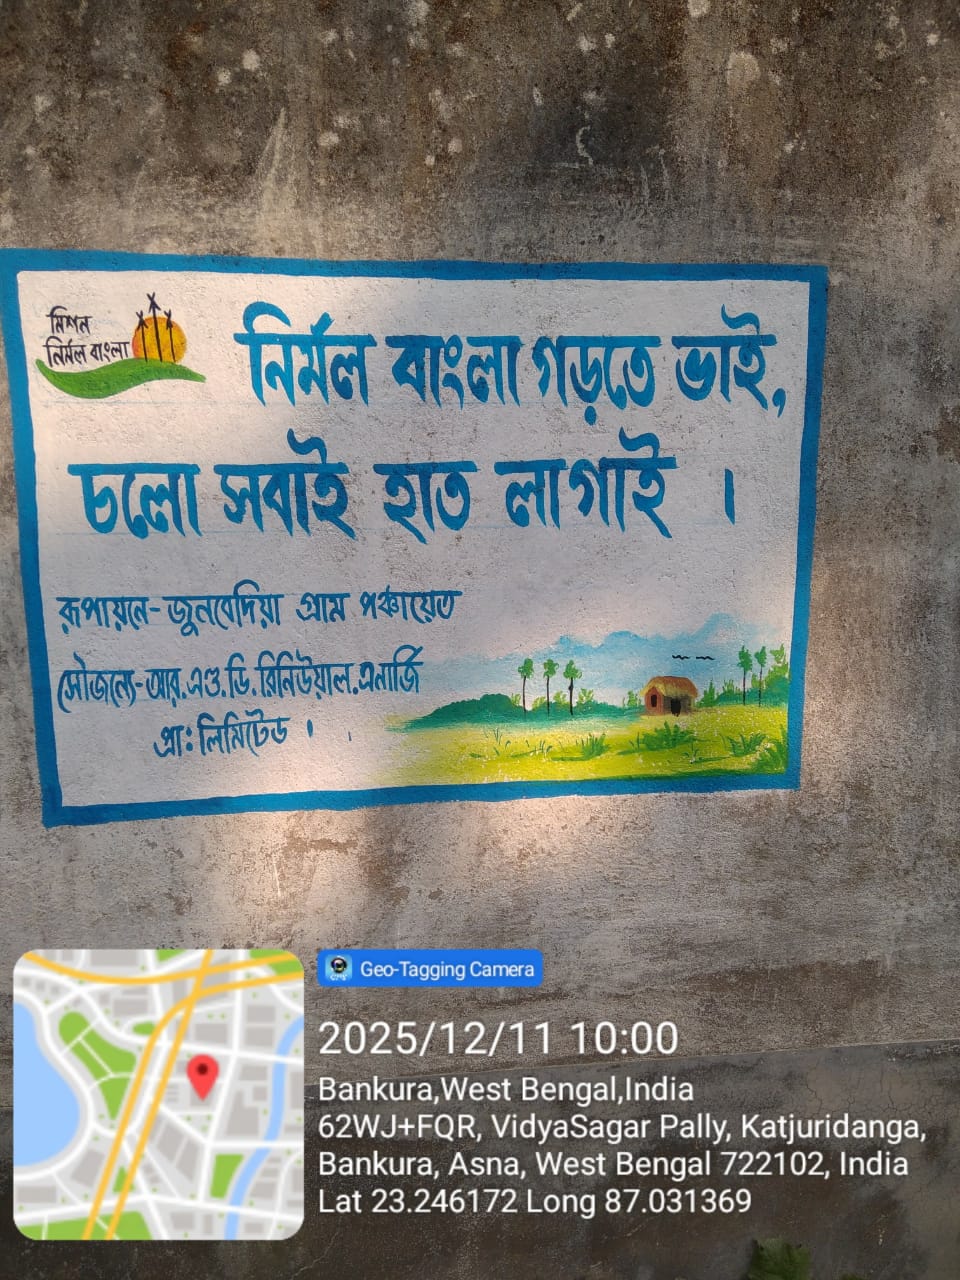 মিশন
নির্মল বাংলা
নির্মল বাংলা গড়তে ভাই,
চলো সবাই হাত লাগাই ।
রূপায়নে- জুনবেদিয়া গ্রাম পঞ্চায়েত
সৌজন্যে-আর.এণ্ড.ডি.রিনিউয়াল.এনার্জি
প্রাঃ লিমিটেড ।
Geo-Tagging Camera
2025/12/11 10:00
Bankura,West Bengal,India
62WJ+FQR, VidyaSagar Pally, Katjuridanga,
Bankura, Asna, West Bengal 722102, India
Lat 23.246172 Long 87.031369